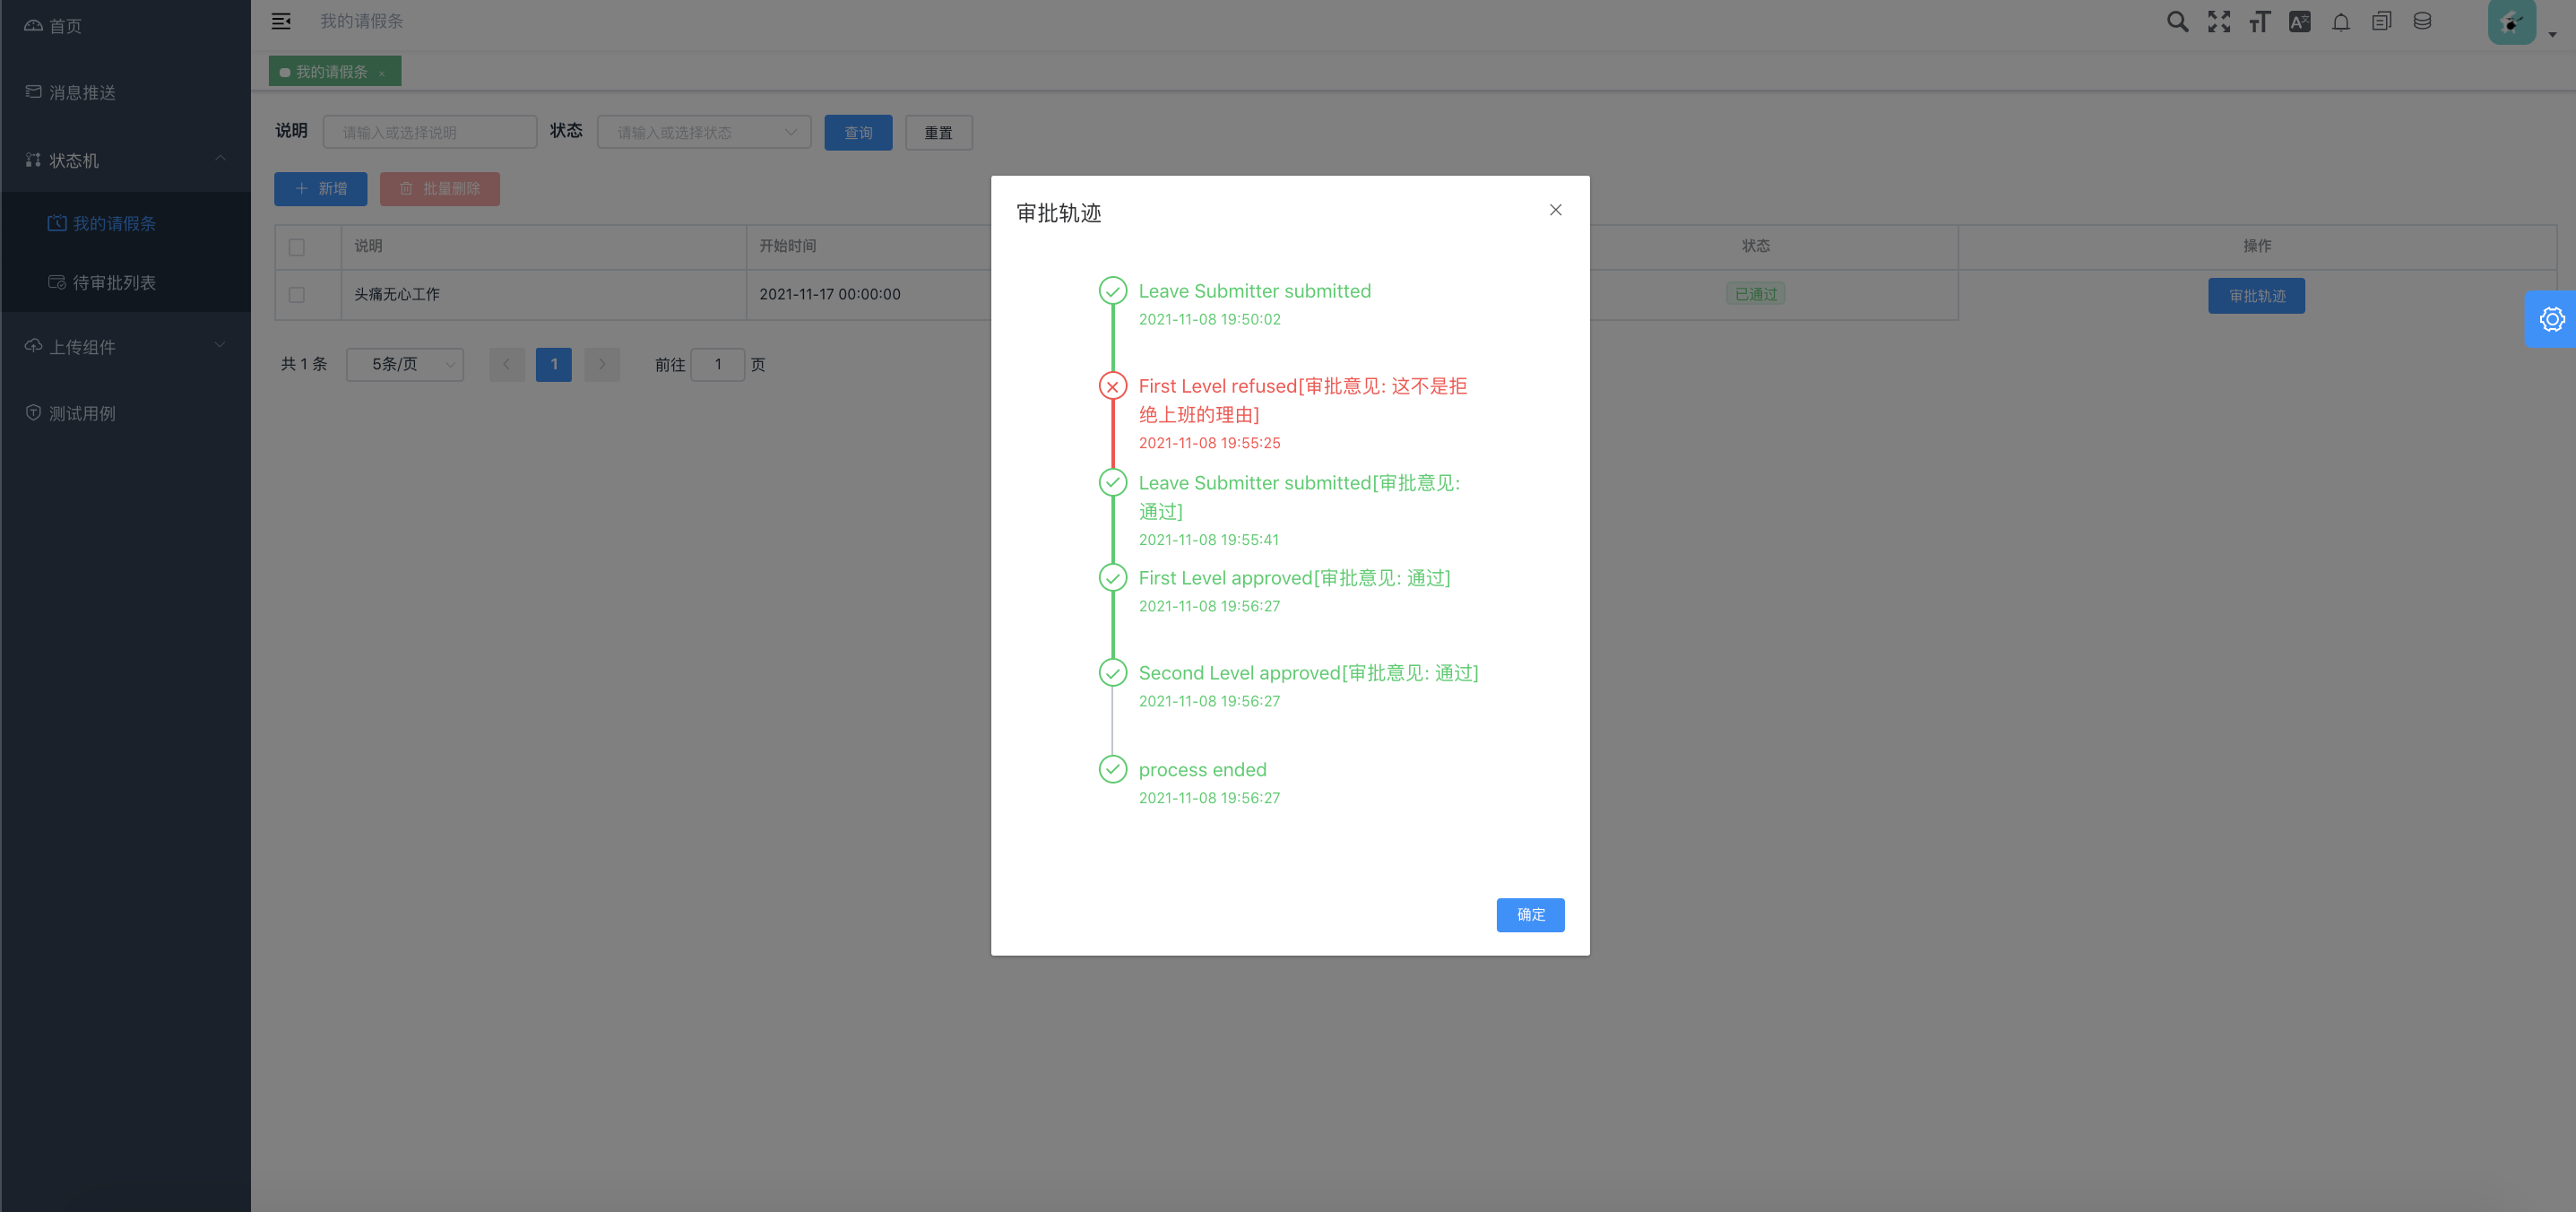 首页
消息推送
状态机
我的请假条
待审批列表
上传组件
测试用例
我的请假条
我的请假条 ×
说明 请输入或选择说明 状态 请输入或选择状态 查询 重置
+ 新增 批量删除
说明 开始时间 状态 操作
头痛无心工作 2021-11-17 00:00:00 已通过 审批轨迹
共 1 条 5条/页 1 前往 1 页
审批轨迹
Leave Submitter submitted
2021-11-08 19:50:02
First Level refused[审批意见: 这不是拒
绝上班的理由]
2021-11-08 19:55:25
Leave Submitter submitted[审批意见:
通过]
2021-11-08 19:55:41
First Level approved[审批意见: 通过]
2021-11-08 19:56:27
Second Level approved[审批意见: 通过]
2021-11-08 19:56:27
process ended
2021-11-08 19:56:27
确定